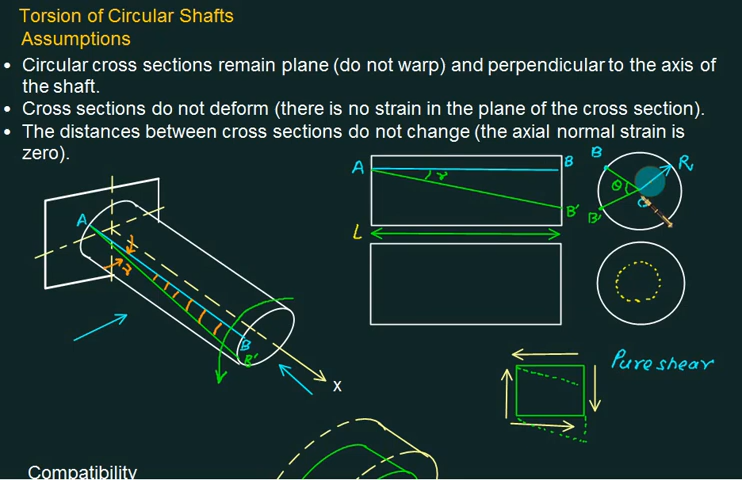 Torsion of Circular Shafts
Assumptions
• Circular cross sections remain plane (do not warp) and perpendicular to the axis of
the shaft.
• Cross sections do not deform (there is no strain in the plane of the cross section).
• The distances between cross sections do not change (the axial normal strain is
zero).
A
B
B'
γ
L
B
R
θ
B'
A
γ
B
B'
x
Pure shear
Compatibility